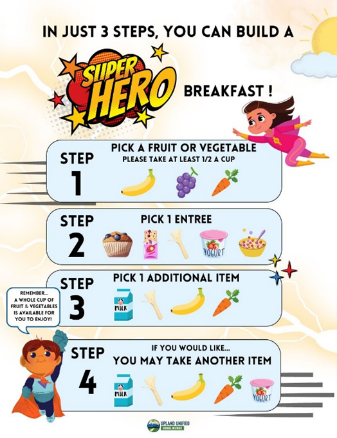 IN JUST 3 STEPS, YOU CAN BUILD A
SUPER
HERO
BREAKFAST !
STEP
1
PICK A FRUIT OR VEGETABLE
PLEASE TAKE AT LEAST 1/2 A CUP
STEP
2
PICK 1 ENTREE
YOGURT
STEP
3
PICK 1 ADDITIONAL ITEM
MILK
REMEMBER...
A WHOLE CUP OF
FRUIT & VEGETABLES
IS AVAILABLE FOR
YOU TO ENJOY!
STEP
4
IF YOU WOULD LIKE...
YOU MAY TAKE ANOTHER ITEM
MILK
YOGURT
UPLAND UNIFIED